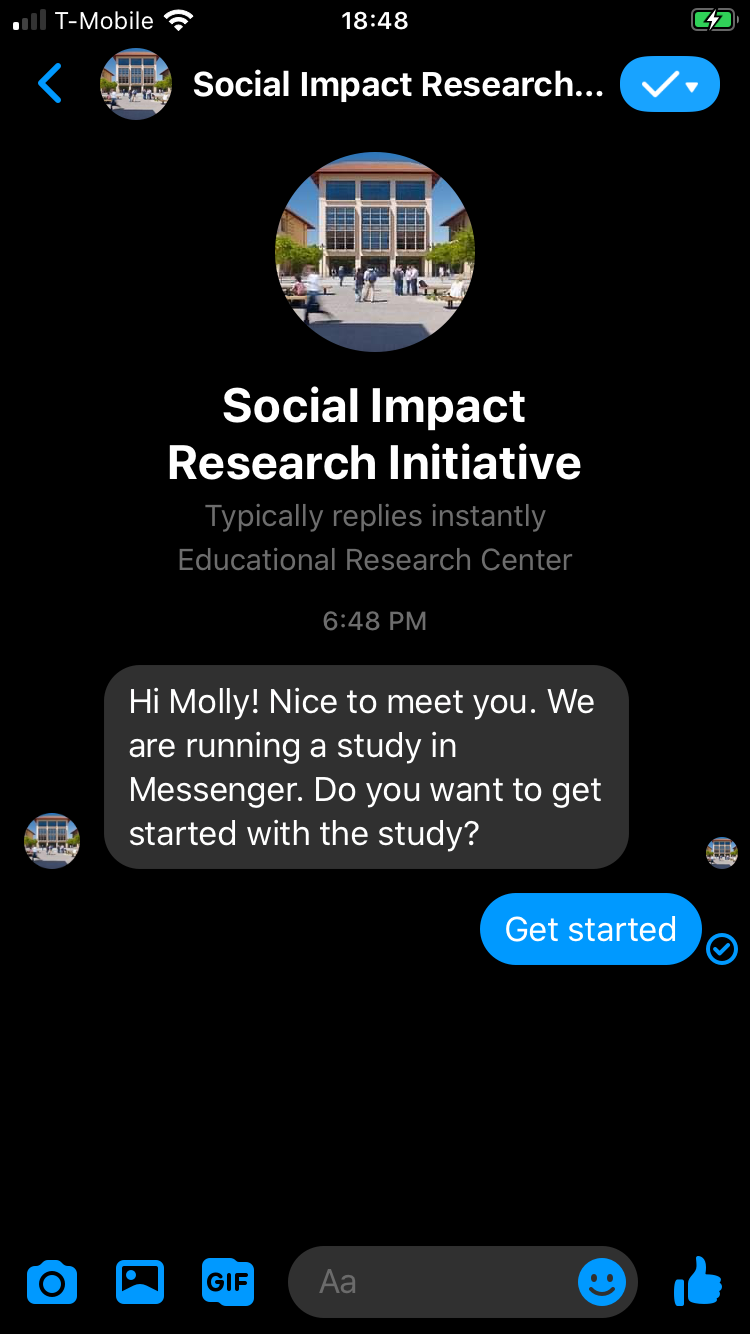 T-Mobile 18:48
Social Impact Research...
Social Impact
Research Initiative
Typically replies instantly
Educational Research Center
6:48 PM
Hi Molly! Nice to meet you. We
are running a study in
Messenger. Do you want to get
started with the study?
Get started
GIF Aa